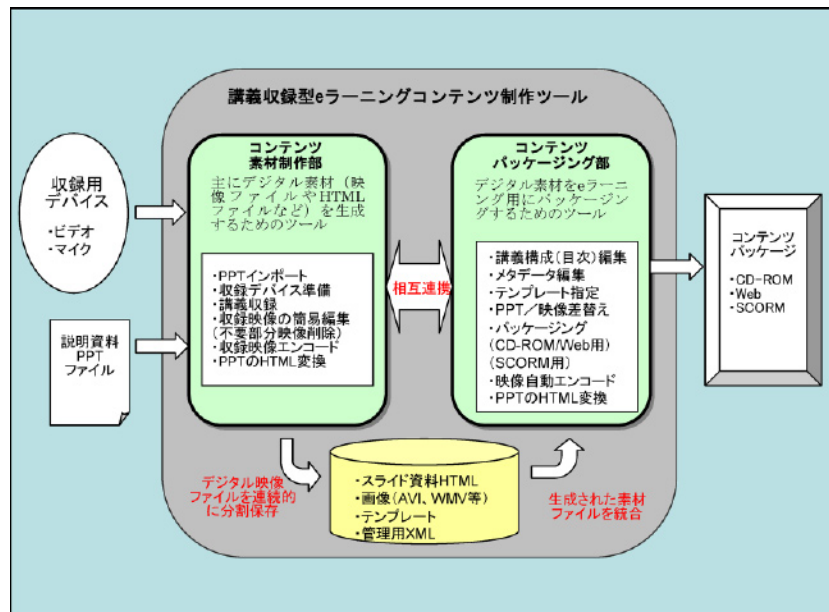 講義収録型eラーニングコンテンツ制作ツール
収録用
デバイス
・ビデオ
・マイク
説明資料
PPT
ファイル
コンテンツ
素材制作部
主にデジタル素材（映
像ファイルやHTML
ファイルなど）を生成
するためのツール
・PPTインポート
・収録デバイス準備
・講義収録
・収録映像の簡易編集
(不要部分映像削除)
・収録映像エンコード
・PPTのHTML変換
相互連携
コンテンツ
パッケージング部
デジタル素材をeラーニ
ング用にパッケージン
グするためのツール
・講義構成(目次)編集
・メタデータ編集
・テンプレート指定
・PPT／映像差替え
・パッケージング
(CD-ROM/Web用)
(SCORM用)
・映像自動エンコード
・PPTのHTML変換
コンテンツ
パッケージ
・CD-ROM
・Web
・SCORM
デジタル映像
ファイルを連続的
に分割保存
・スライド資料HTML
・画像(AVI、WMV等)
・テンプレート
・管理用XML
生成された素材
ファイルを統合